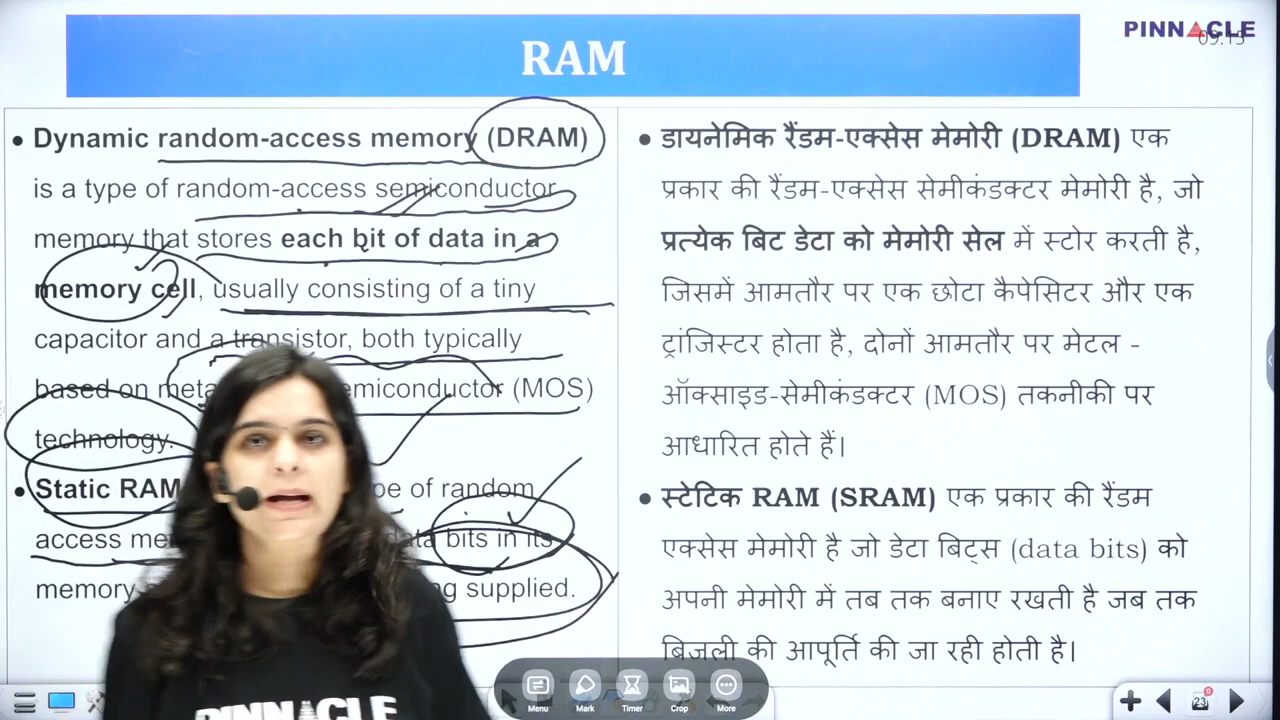 RAM
PINNACLE
09:15
• Dynamic random-access memory (DRAM)
is a type of random-access semiconductor
memory that stores each bit of data in a
memory cell, usually consisting of a tiny
capacitor and a transistor, both typically
based on emiconductor (MOS)
technology.
• Static RAM of random
access bits in its
memory supplied.
• डायनेमिक रैंडम-एक्सेस मेमोरी (DRAM) एक
प्रकार की रैंडम-एक्सेस सेमीकंडक्टर मेमोरी है, जो
प्रत्येक बिट डेटा को मेमोरी सेल में स्टोर करती है,
जिसमें आमतौर पर एक छोटा कैपेसिटर और एक
ट्रांजिस्टर होता है, दोनों आमतौर पर मेटल -
ऑक्साइड-सेमीकंडक्टर (MOS) तकनीकी पर
आधारित होते हैं।
• स्टेटिक RAM (SRAM) एक प्रकार की रैंडम
एक्सेस मेमोरी है जो डेटा बिट्स (data bits) को
अपनी मेमोरी में तब तक बनाए रखती है जब तक
बिजली की आपूर्ति की जा रही होती है।
PINNACLE
Menu Mark Timer Crop More
23